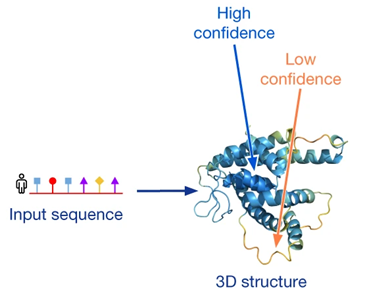 High
confidence
Low
confidence
Input sequence
3D structure